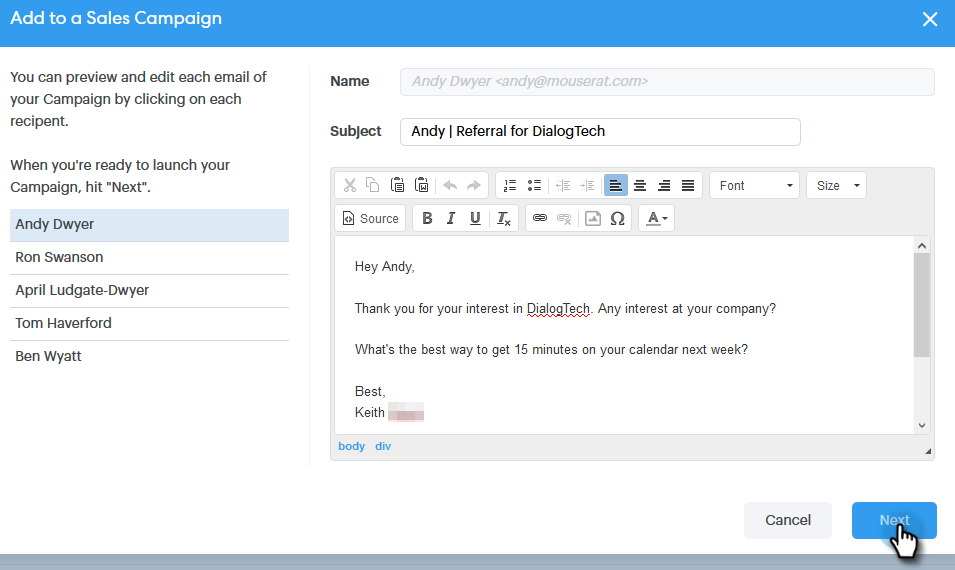 Add to a Sales Campaign
You can preview and edit each email of
your Campaign by clicking on each
recipent.
When you're ready to launch your
Campaign, hit "Next".
Andy Dwyer
Ron Swanson
April Ludgate-Dwyer
Tom Haverford
Ben Wyatt
Name Andy Dwyer <andy@mouserat.com>
Subject Andy | Referral for DialogTech
Font Size
Source B I U Tx Ω A
Hey Andy,
Thank you for your interest in DialogTech. Any interest at your company?
What's the best way to get 15 minutes on your calendar next week?
Best,
Keith
body div
Cancel Next